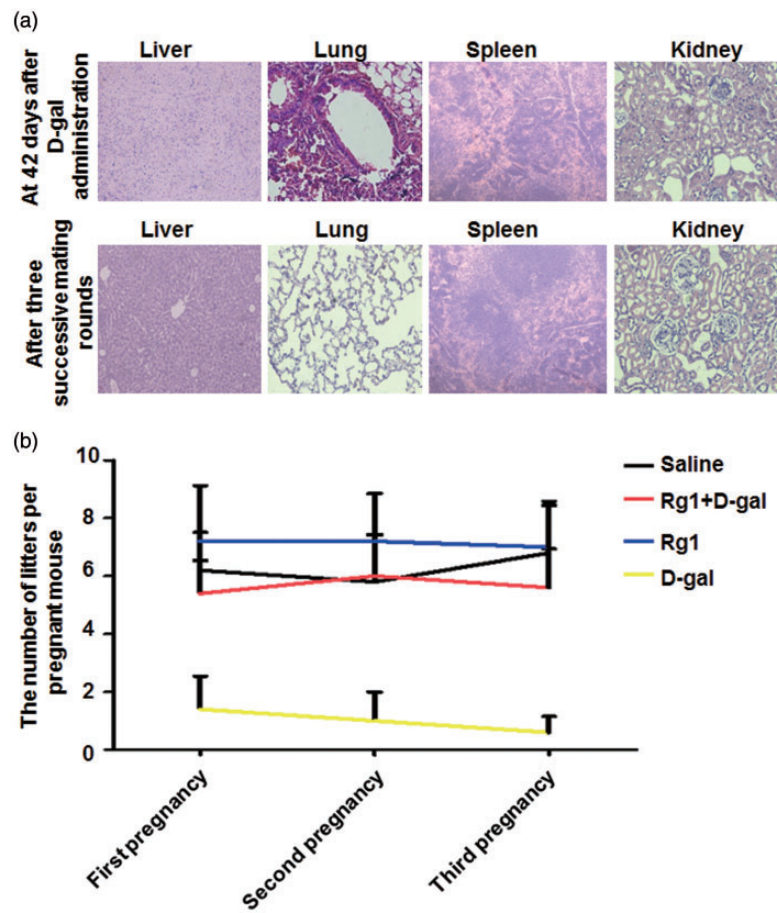 (a)
Liver Lung Spleen Kidney
At 42 days after
D-gal
administration
Liver Lung Spleen Kidney
After three
successive mating
rounds
(b)
The number of litters per
pregnant mouse
10
8
6
4
2
0
First pregnancy
Second pregnancy
Third pregnancy
Saline
Rg1+D-gal
Rg1
D-gal